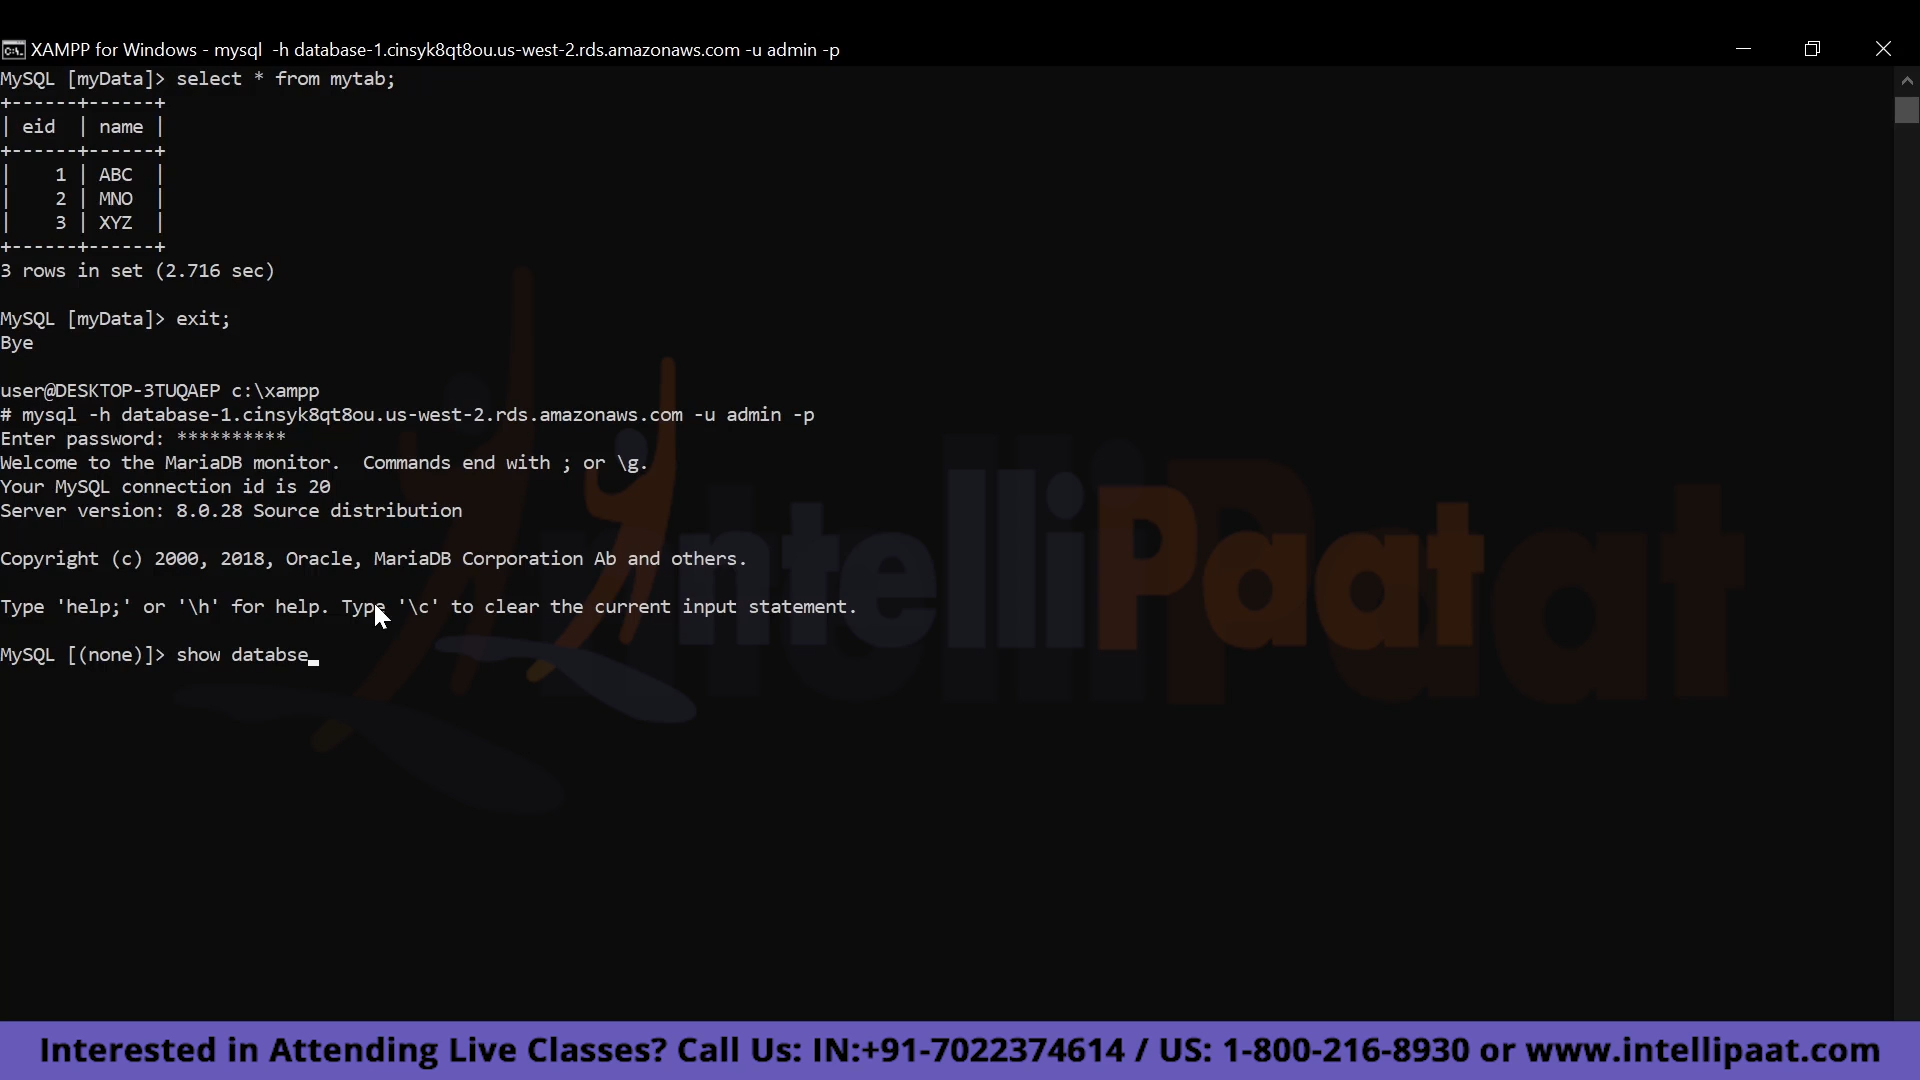 XAMPP for Windows - mysql -h database-1.cinsyk8qt8ou.us-west-2.rds.amazonaws.com -u admin -p
MySQL [myData]> select * from mytab;
+------+------+
| eid  | name |
+------+------+
|    1 | ABC  |
|    2 | MNO  |
|    3 | XYZ  |
+------+------+
3 rows in set (2.716 sec)
MySQL [myData]> exit;
Bye
user@DESKTOP-3TUQAEP c:\xampp
# mysql -h database-1.cinsyk8qt8ou.us-west-2.rds.amazonaws.com -u admin -p
Enter password: **********
Welcome to the MariaDB monitor.  Commands end with ; or \g.
Your MySQL connection id is 20
Server version: 8.0.28 Source distribution
Copyright (c) 2000, 2018, Oracle, MariaDB Corporation Ab and others.
Type 'help;' or '\h' for help. Type '\c' to clear the current input statement.
MySQL [(none)]> show databse_
IntelliPaat
Interested in Attending Live Classes? Call Us: IN:+91-7022374614 / US: 1-800-216-8930 or www.intellipaat.com